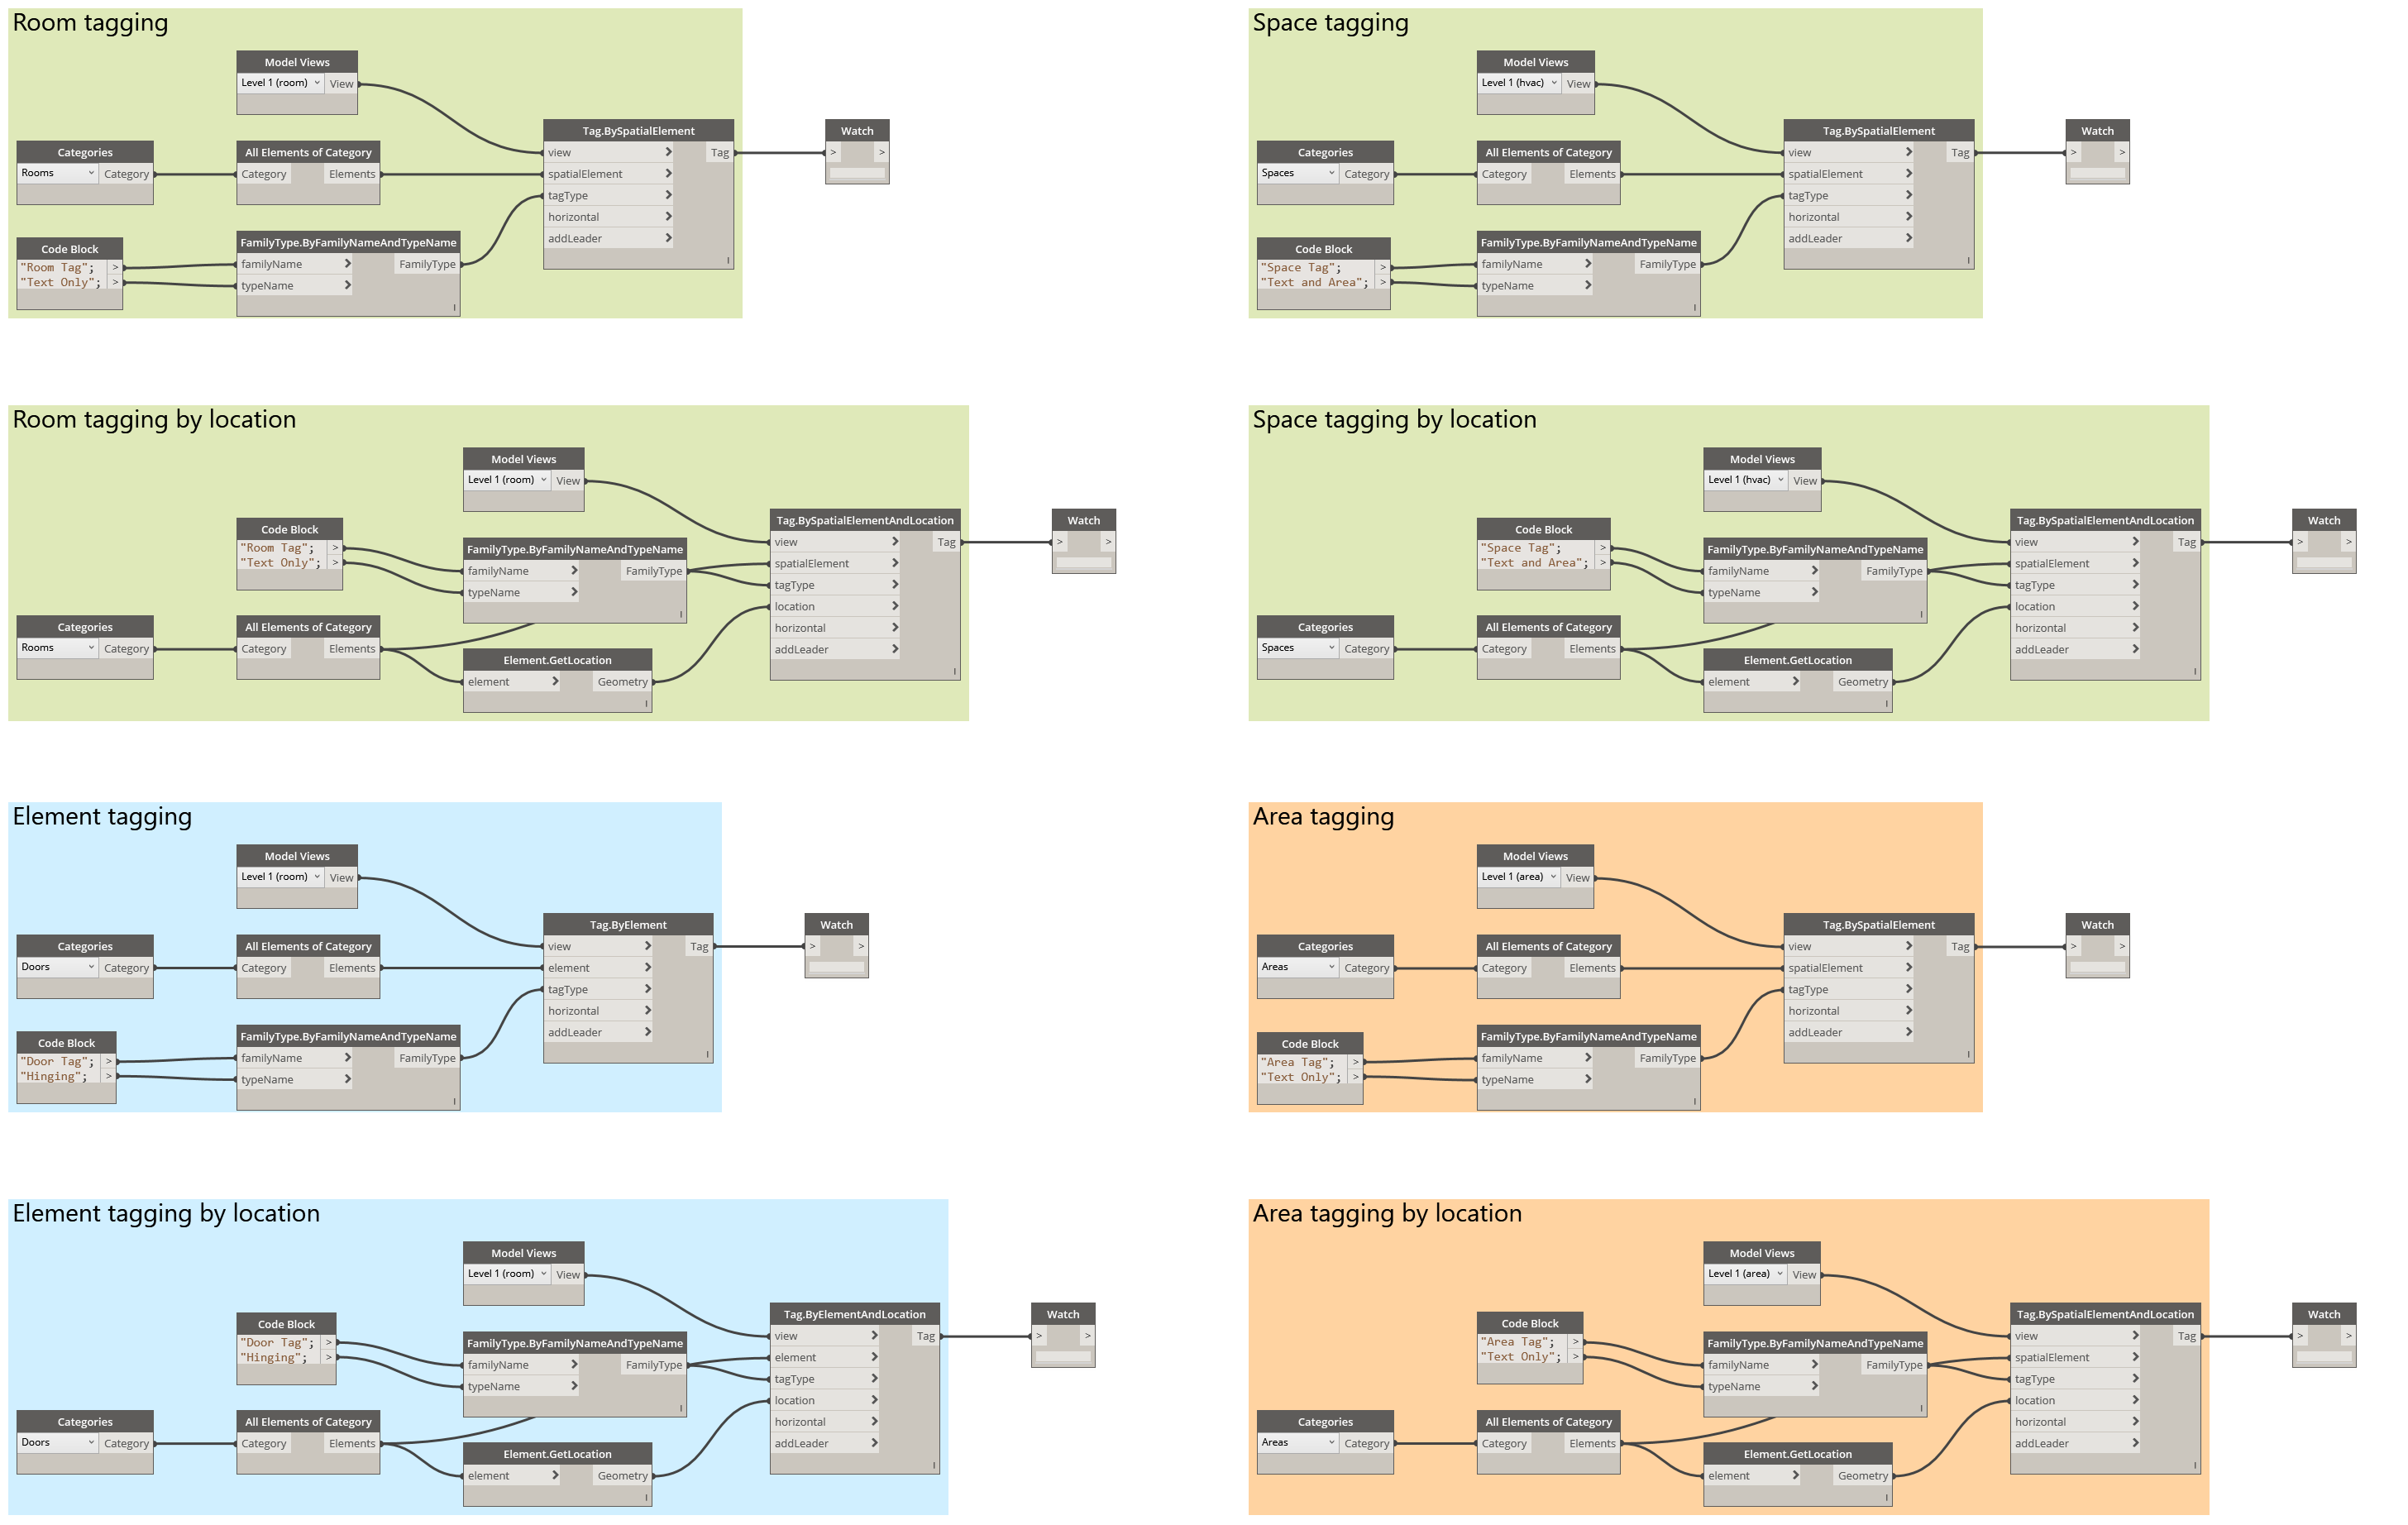 Room tagging
Model Views
Level 1 (room) View
Categories
Rooms Category
All Elements of Category
Category Elements
Code Block
"Room Tag"; >
"Text Only"; >
FamilyType.ByFamilyNameAndTypeName
familyName FamilyType
typeName
Tag.BySpatialElement
view Tag
spatialElement
tagType
horizontal
addLeader
Watch
> >
Space tagging
Model Views
Level 1 (hvac) View
Categories
Spaces Category
All Elements of Category
Category Elements
Code Block
"Space Tag"; >
"Text and Area"; >
FamilyType.ByFamilyNameAndTypeName
familyName FamilyType
typeName
Tag.BySpatialElement
view Tag
spatialElement
tagType
horizontal
addLeader
Watch
> >
Room tagging by location
Model Views
Level 1 (room) View
Code Block
"Room Tag"; >
"Text Only"; >
FamilyType.ByFamilyNameAndTypeName
familyName FamilyType
typeName
Categories
Rooms Category
All Elements of Category
Category Elements
Element.GetLocation
element Geometry
Tag.BySpatialElementAndLocation
view Tag
spatialElement
tagType
location
horizontal
addLeader
Watch
> >
Space tagging by location
Model Views
Level 1 (hvac) View
Code Block
"Space Tag"; >
"Text and Area"; >
FamilyType.ByFamilyNameAndTypeName
familyName FamilyType
typeName
Categories
Spaces Category
All Elements of Category
Category Elements
Element.GetLocation
element Geometry
Tag.BySpatialElementAndLocation
view Tag
spatialElement
tagType
location
horizontal
addLeader
Watch
> >
Element tagging
Model Views
Level 1 (room) View
Categories
Doors Category
All Elements of Category
Category Elements
Code Block
"Door Tag"; >
"Hinging"; >
FamilyType.ByFamilyNameAndTypeName
familyName FamilyType
typeName
Tag.ByElement
view Tag
element
tagType
horizontal
addLeader
Watch
> >
Area tagging
Model Views
Level 1 (area) View
Categories
Areas Category
All Elements of Category
Category Elements
Code Block
"Area Tag"; >
"Text Only"; >
FamilyType.ByFamilyNameAndTypeName
familyName FamilyType
typeName
Tag.BySpatialElement
view Tag
spatialElement
tagType
horizontal
addLeader
Watch
> >
Element tagging by location
Model Views
Level 1 (room) View
Code Block
"Door Tag"; >
"Hinging"; >
FamilyType.ByFamilyNameAndTypeName
familyName FamilyType
typeName
Categories
Doors Category
All Elements of Category
Category Elements
Element.GetLocation
element Geometry
Tag.ByElementAndLocation
view Tag
element
tagType
location
horizontal
addLeader
Watch
> >
Area tagging by location
Model Views
Level 1 (area) View
Code Block
"Area Tag"; >
"Text Only"; >
FamilyType.ByFamilyNameAndTypeName
familyName FamilyType
typeName
Categories
Areas Category
All Elements of Category
Category Elements
Element.GetLocation
element Geometry
Tag.BySpatialElementAndLocation
view Tag
spatialElement
tagType
location
horizontal
addLeader
Watch
> >